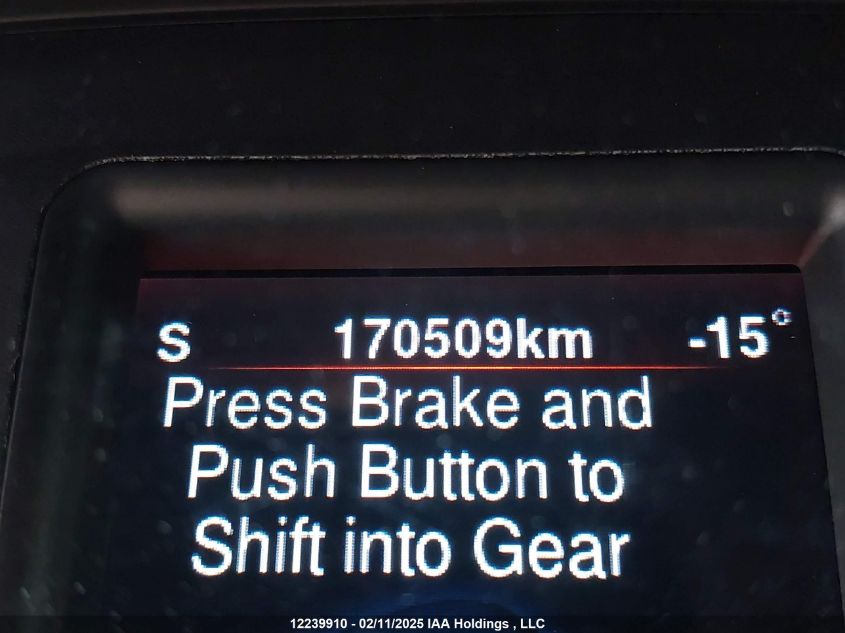 S 170509km -15°
Press Brake and
Push Button to
Shift into Gear
12239910 - 02/11/2025 IAA Holdings , LLC